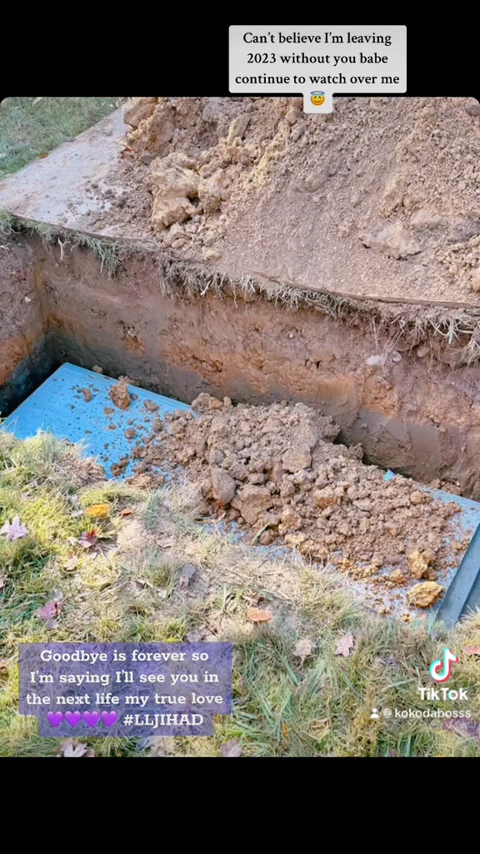 Can't believe I'm leaving
2023 without you babe
continue to watch over me
😇
Goodbye is forever so
I'm saying I'll see you in
the next life my true love
💜💜💜💜 #LLJIHAD
TikTok
@kokodabosss